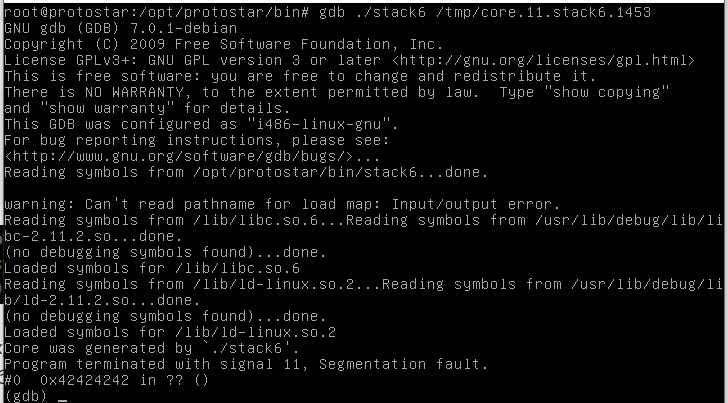 root@protostar:/opt/protostar/bin# gdb ./stack6 /tmp/core.11.stack6.1453
GNU gdb (GDB) 7.0.1-debian
Copyright (C) 2009 Free Software Foundation, Inc.
License GPLv3+: GNU GPL version 3 or later <http://gnu.org/licenses/gpl.html>
This is free software: you are free to change and redistribute it.
There is NO WARRANTY, to the extent permitted by law.  Type "show copying"
and "show warranty" for details.
This GDB was configured as "i486-linux-gnu".
For bug reporting instructions, please see:
<http://www.gnu.org/software/gdb/bugs/>...
Reading symbols from /opt/protostar/bin/stack6...done.

warning: Can't read pathname for load map: Input/output error.
Reading symbols from /lib/libc.so.6...Reading symbols from /usr/lib/debug/lib/li
bc-2.11.2.so...done.
(no debugging symbols found)...done.
Loaded symbols for /lib/libc.so.6
Reading symbols from /lib/ld-linux.so.2...Reading symbols from /usr/lib/debug/li
b/ld-2.11.2.so...done.
(no debugging symbols found)...done.
Loaded symbols for /lib/ld-linux.so.2
Core was generated by `./stack6'.
Program terminated with signal 11, Segmentation fault.
#0  0x42424242 in ?? ()
(gdb) _